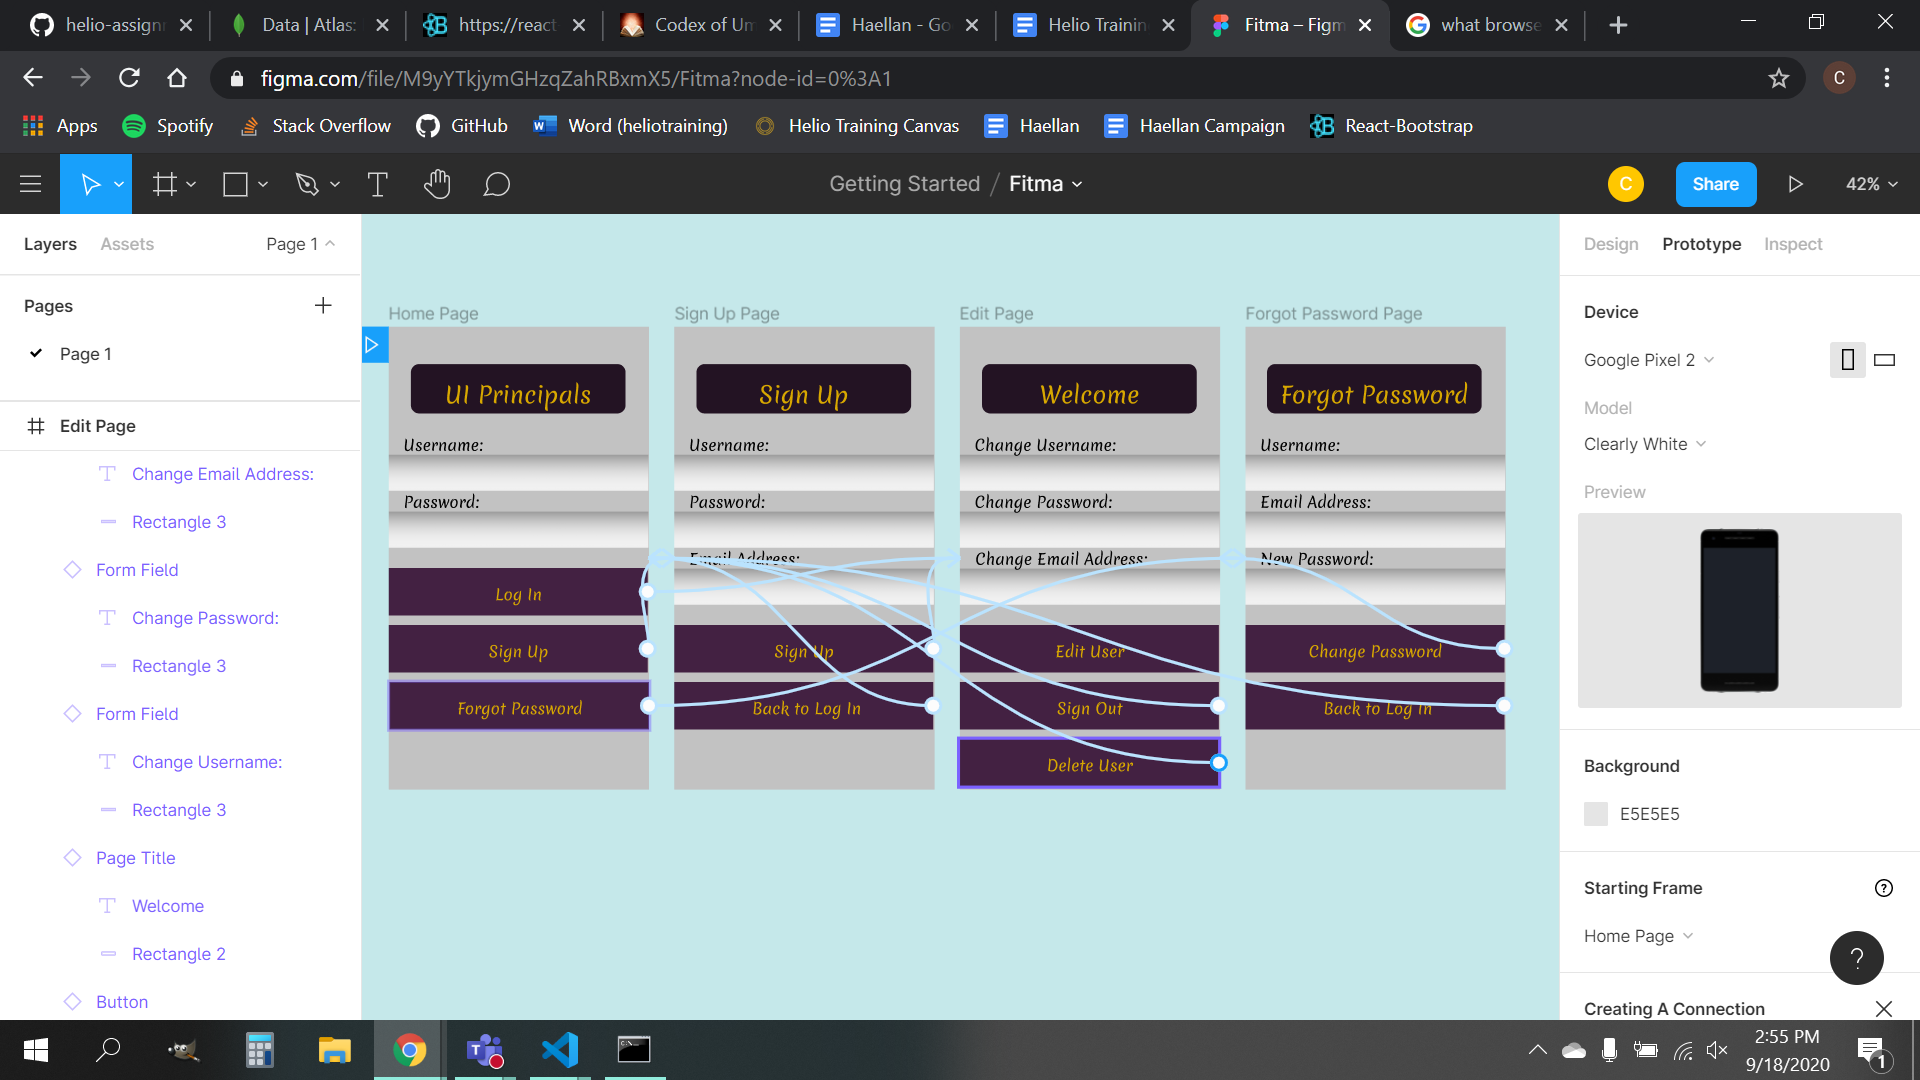 helio-assign
Data | Atlas:
https://react
Codex of Um
Haellan - Go
Helio Training
Fitma – Figm
what browse
figma.com/file/M9yYTkjymGHzqZahRBxmX5/Fitma?node-id=0%3A1
C
Apps
Spotify
Stack Overflow
GitHub
Word (heliotraining)
Helio Training Canvas
Haellan
Haellan Campaign
React-Bootstrap
Getting Started / Fitma
C
Share
42%
Layers
Assets
Page 1
Pages
Page 1
Edit Page
Change Email Address:
Rectangle 3
Form Field
Change Password:
Rectangle 3
Form Field
Change Username:
Rectangle 3
Page Title
Welcome
Rectangle 2
Button
Home Page
UI Principals
Username:
Password:
Log In
Sign Up
Forgot Password
Sign Up Page
Sign Up
Username:
Password:
Email Address:
Sign Up
Back to Log In
Edit Page
Welcome
Change Username:
Change Password:
Change Email Address:
Edit User
Sign Out
Delete User
Forgot Password Page
Forgot Password
Username:
Email Address:
New Password:
Change Password
Back to Log In
Design
Prototype
Inspect
Device
Google Pixel 2
Model
Clearly White
Preview
Background
E5E5E5
Starting Frame
?
Home Page
?
Creating A Connection
2:55 PM
9/18/2020
1